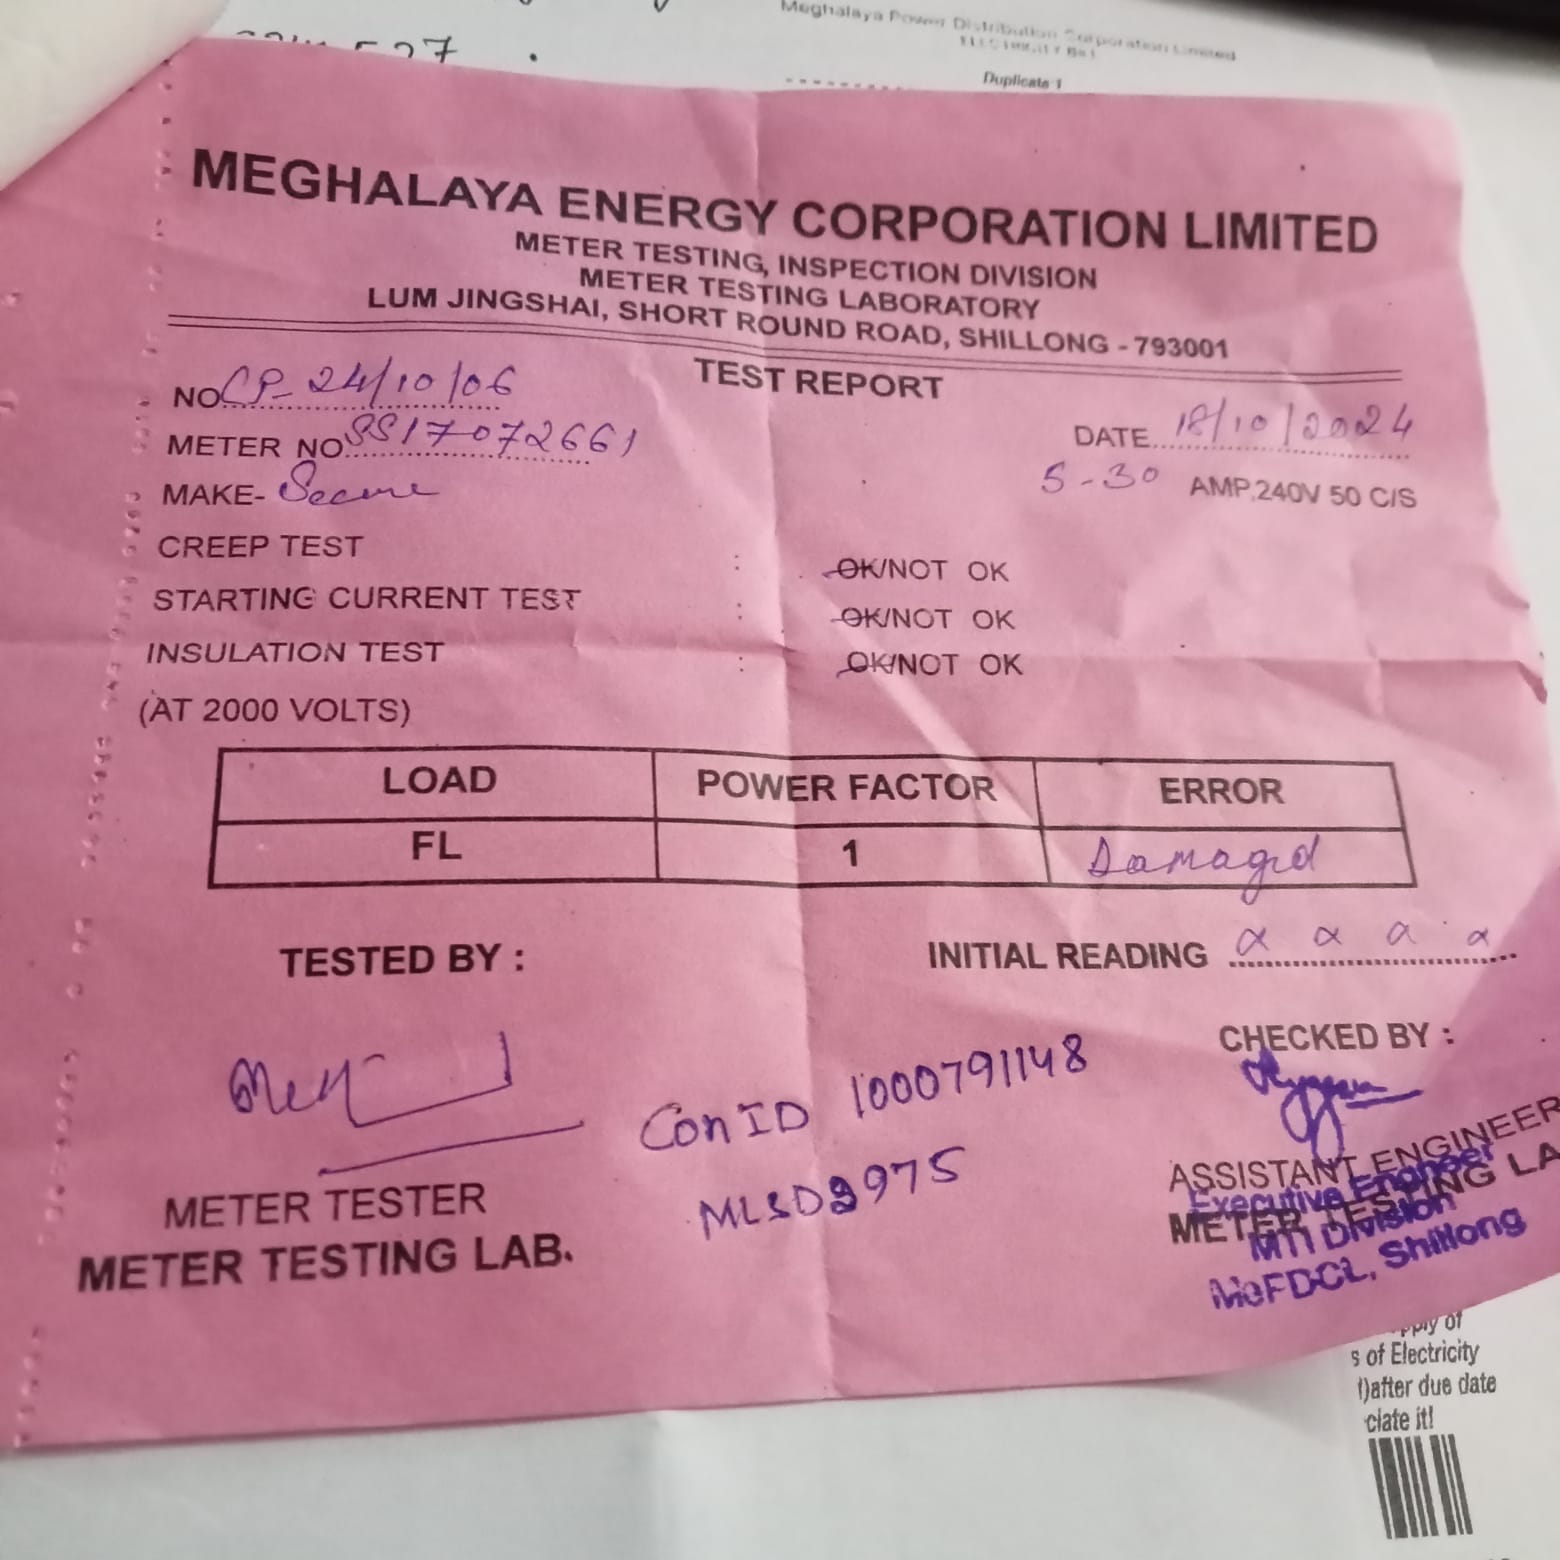 527
Meghalaya Power Distribution Corporation Limited
Duplicate 1
MEGHALAYA ENERGY CORPORATION LIMITED
METER TESTING, INSPECTION DIVISION
METER TESTING LABORATORY
LUM JINGSHAI, SHORT ROUND ROAD, SHILLONG - 793001
TEST REPORT
NO CP- 24/10/06
DATE 18/10/2024
METER NO SS17072661
5-30 AMP.240V 50 C/S
MAKE- Secure
CREEP TEST : OK/NOT OK
STARTING CURRENT TEST : OK/NOT OK
INSULATION TEST : OK/NOT OK
(AT 2000 VOLTS)
LOAD POWER FACTOR ERROR
FL 1 Damagd
TESTED BY :
INITIAL READING x x x x
CHECKED BY :
Con ID 1000791148
MLSD3975
METER TESTER
METER TESTING LAB.
ASSISTANT ENGINEER
METER TESTING LA
Executive Engineer
MTI Division
MePDCL, Shillong
s of Electricity
)after due date
ciate it!